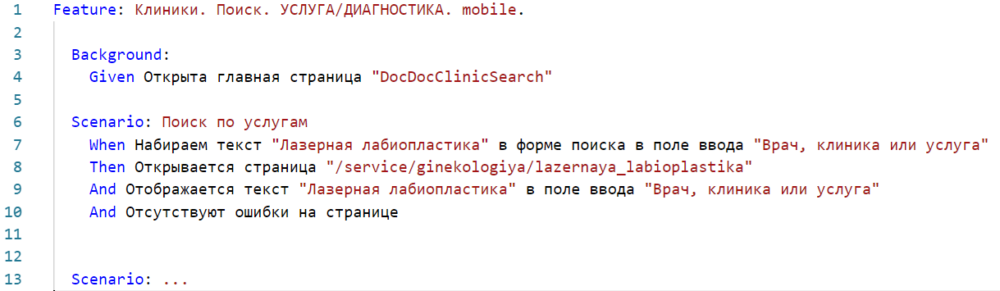 1 Feature: Клиники. Поиск. УСЛУГА/ДИАГНОСТИКА. mobile.
2
3 Background:
4 Given Открыта главная страница "DocDocClinicSearch"
5
6 Scenario: Поиск по услугам
7 When Набираем текст "Лазерная лабиопластика" в форме поиска в поле ввода "Врач, клиника или услуга"
8 Then Открывается страница "/service/ginekologiya/lazernaya_labioplastika"
9 And Отображается текст "Лазерная лабиопластика" в поле ввода "Врач, клиника или услуга"
10 And Отсутствуют ошибки на странице
11
12
13 Scenario: ...